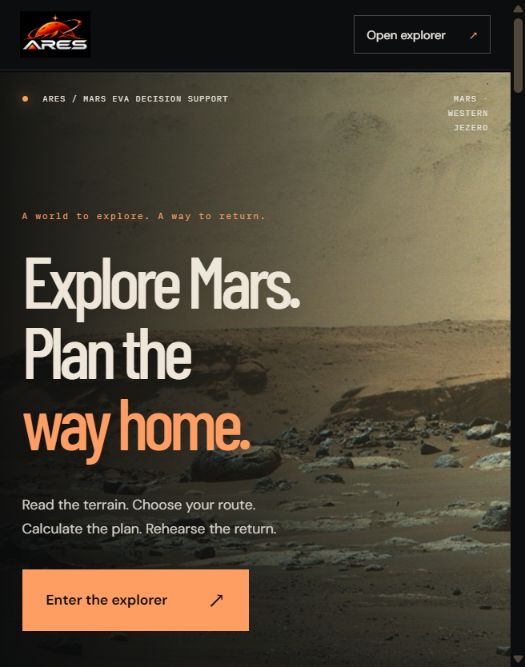 ARES
Open explorer ↗
ARES / MARS EVA DECISION SUPPORT
MARS ·
WESTERN
JEZERO
A world to explore. A way to return.
Explore Mars.
Plan the
way home.
Read the terrain. Choose your route.
Calculate the plan. Rehearse the return.
Enter the explorer ↗